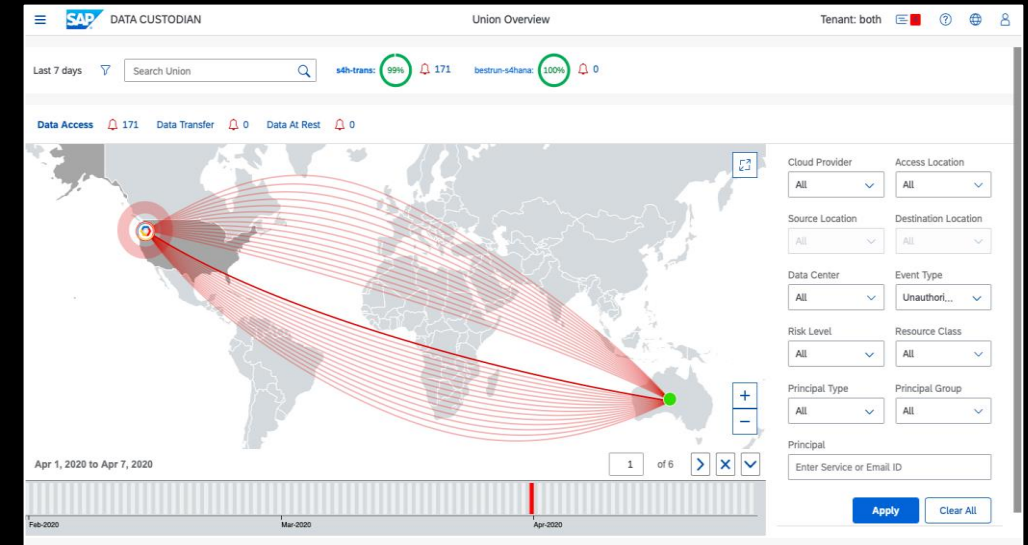 SAP DATA CUSTODIAN Union Overview Tenant: both
Last 7 days Search Union s4h-trans: 99% 171 bestrun-s4hana: 100% 0
Data Access 171 Data Transfer 0 Data At Rest 0
Cloud Provider Access Location
All All
Source Location Destination Location
All All
Data Center Event Type
All Unauthori...
Risk Level Resource Class
All All
Principal Type Principal Group
All All
Principal
Enter Service or Email ID
Apply Clear All
Apr 1, 2020 to Apr 7, 2020 1 of 6
Feb-2020 Mar-2020 Apr-2020